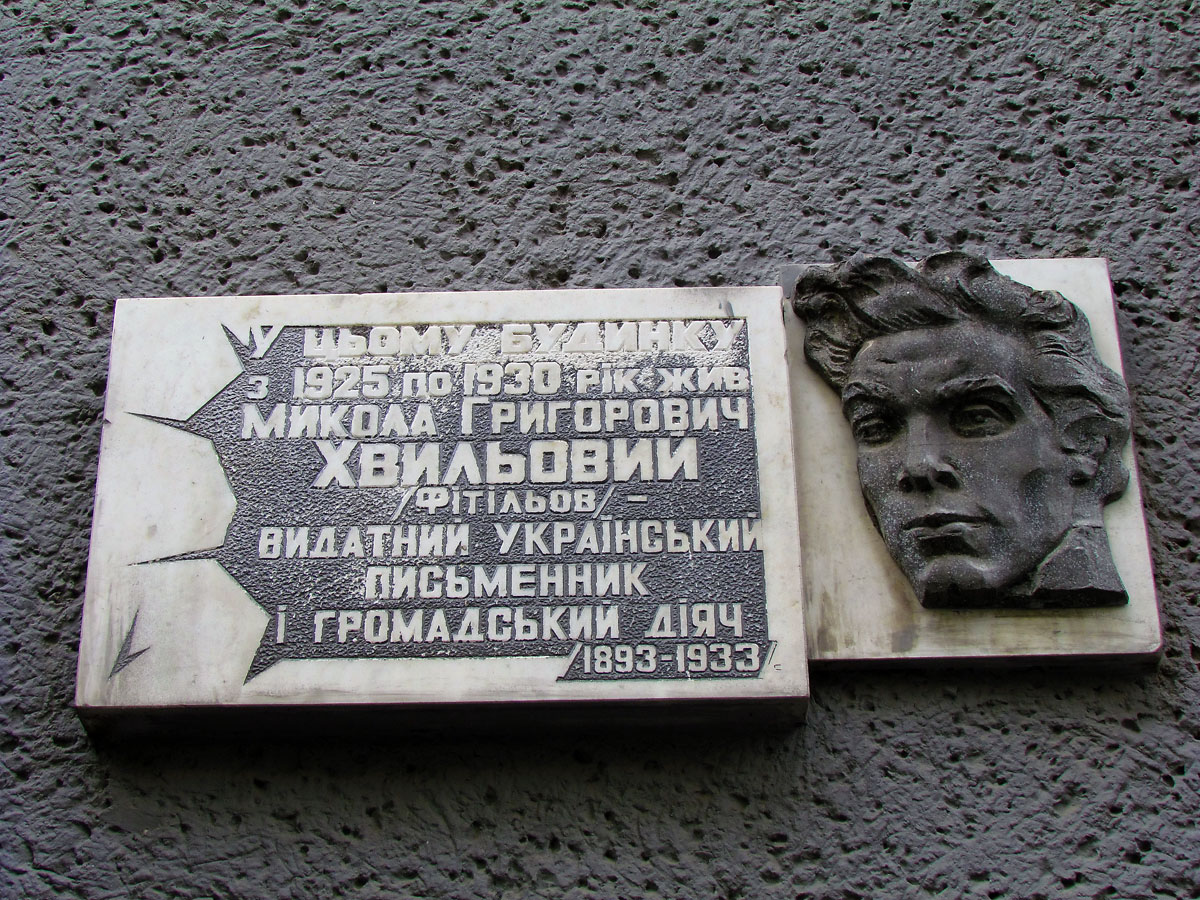 У ЦЬОМУ БУДИНКУ
З 1925 ПО 1930 РІК ЖИВ
МИКОЛА ГРИГОРОВИЧ
ХВИЛЬОВИЙ
/ФІТІЛЬОВ/ –
ВИДАТНИЙ УКРАЇНСЬКИЙ
ПИСЬМЕННИК
І ГРОМАДСЬКИЙ ДІЯЧ
/1893-1933/